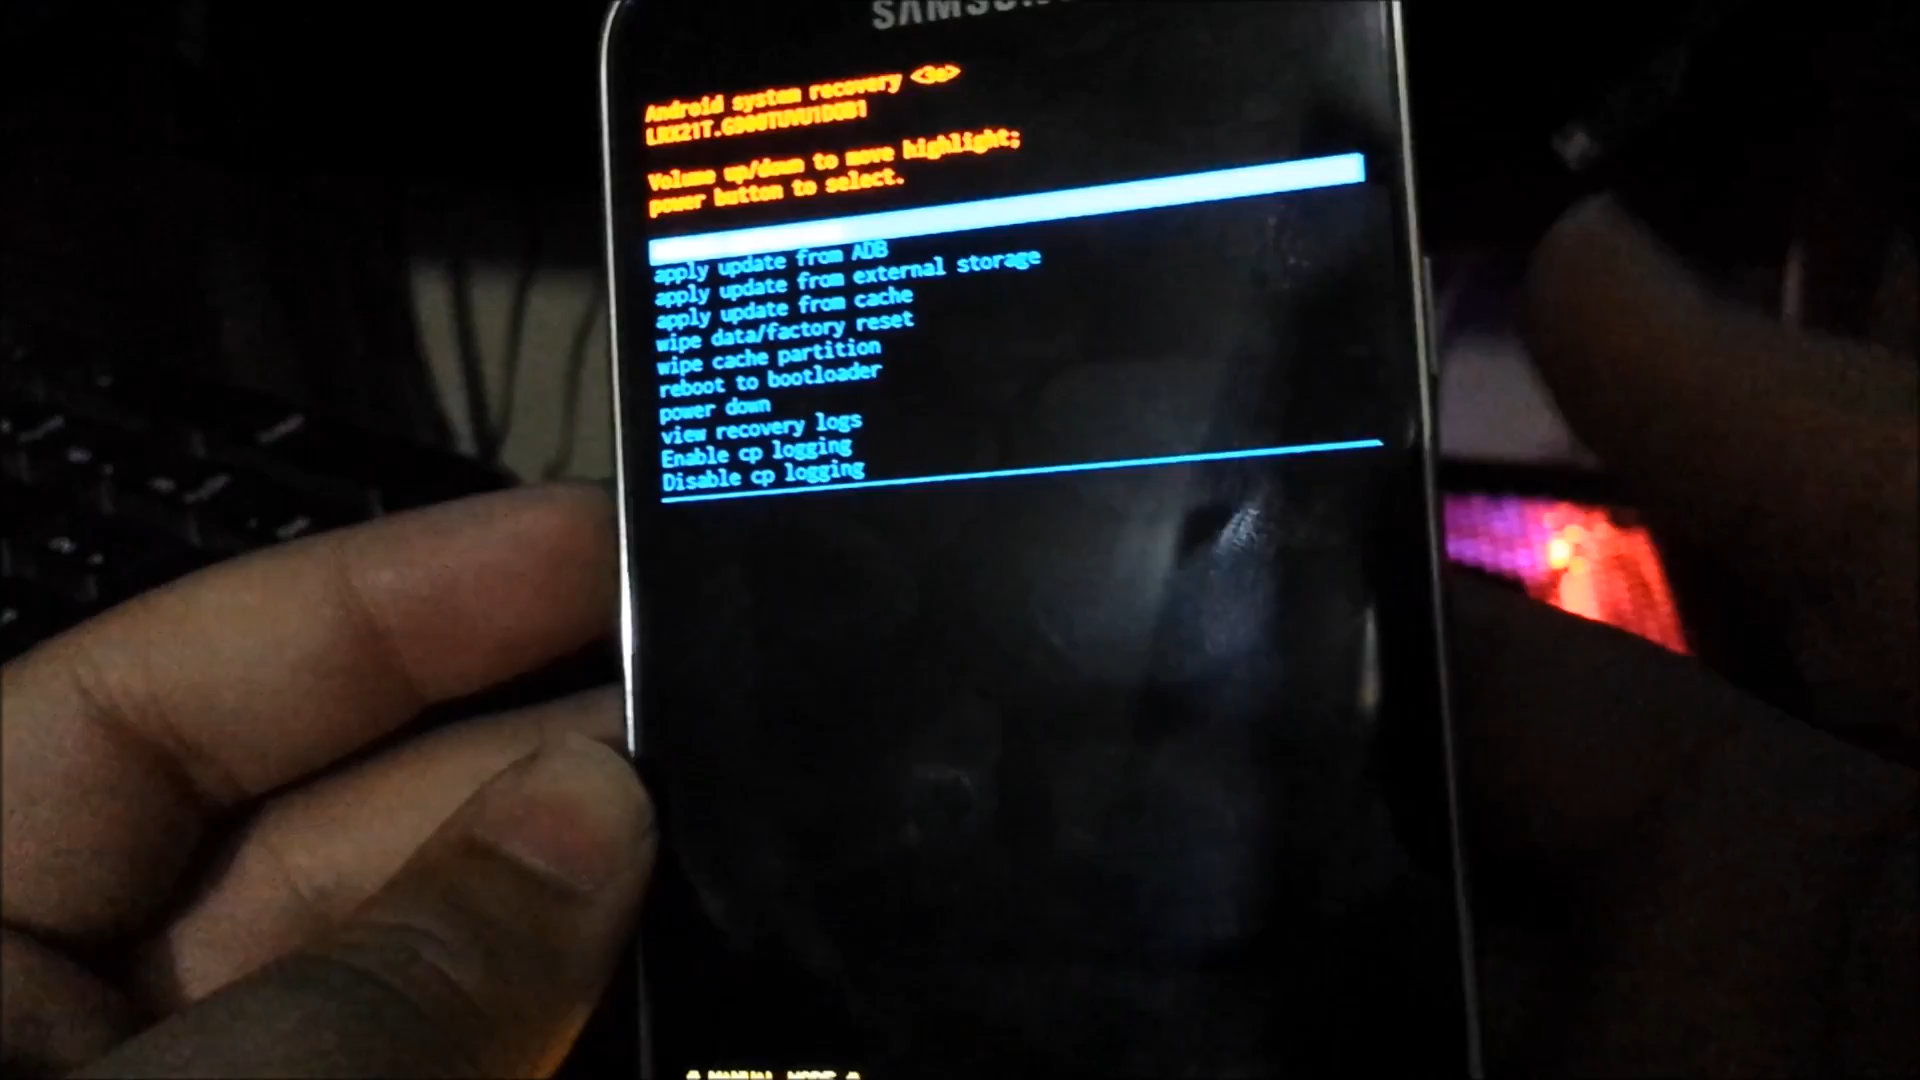 SAMSUNG
Android system recovery <3e>
Volume up/down to move highlight;
power button to select.
apply update from ADB
apply update from external storage
apply update from cache
wipe data/factory reset
wipe cache partition
reboot to bootloader
power down
view recovery logs
Enable cp logging
Disable cp logging